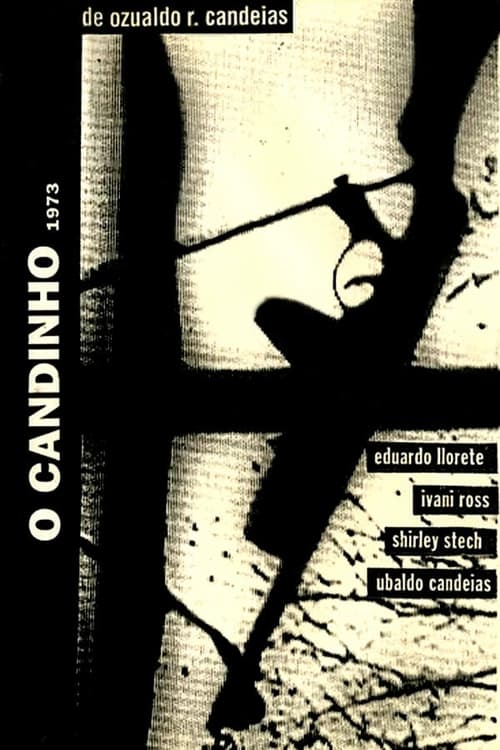 de ozualdo r. candeias
O CANDINHO 1973
eduardo llorete
ivani ross
shirley stech
ubaldo candeias